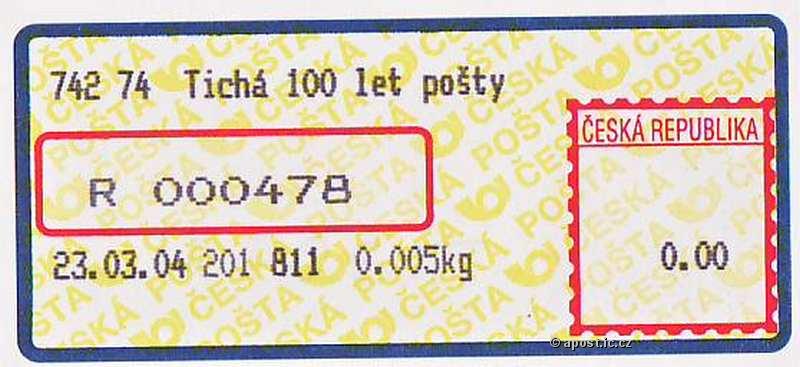 742 74 Tichá 100 let pošty
ČESKÁ REPUBLIKA
R 000478
23.03.04 201 811 0.005kg
0.00
© apost.ic.cz